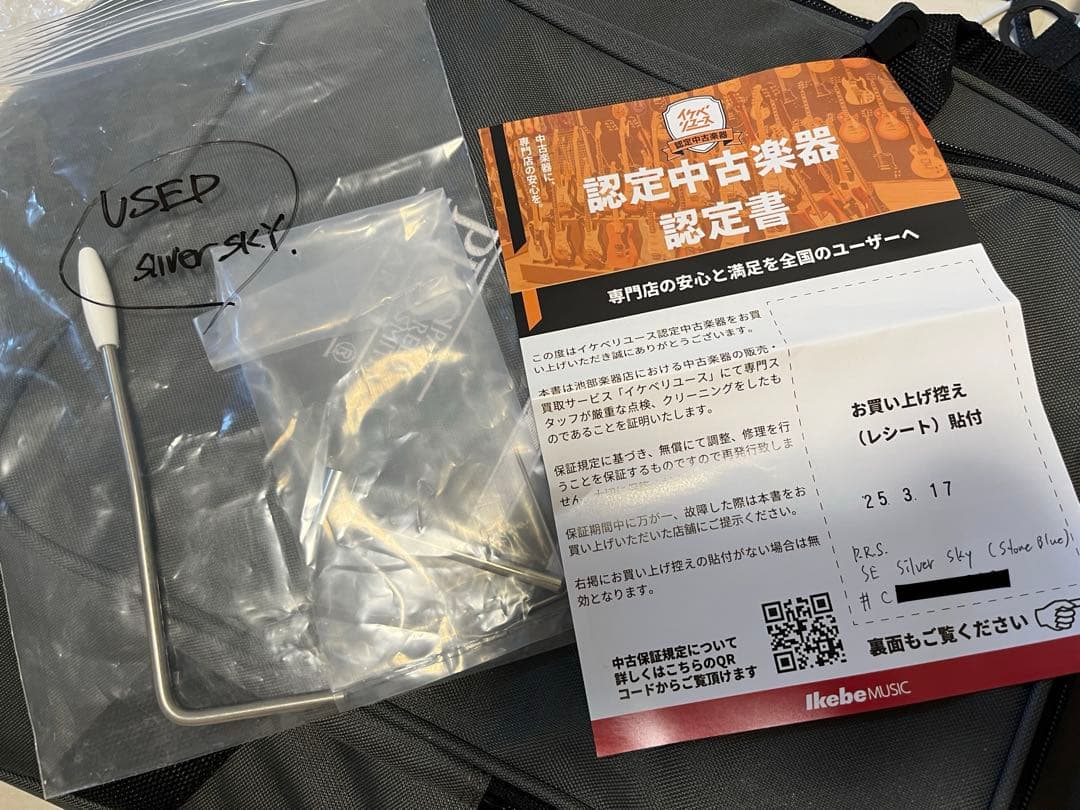 USED
silver sky.
中古楽器に、
専門店の安心を。
イケベ
リユース
認定中古楽器
認定中古楽器
認定書
専門店の安心と満足を全国のユーザーへ
この度はイケベリユース認定中古楽器をお買
い上げいただき誠にありがとうございます。
本書は池部楽器店における中古楽器の販売・
買取サービス「イケベリユース」にて専門ス
タッフが厳重な点検、クリーニングをしたも
のであることを証明いたします。
保証規定に基づき、無償にて調整、修理を行
うことを保証するものですので再発行致しま
せん
保証期間中に万が一、故障した際は本書をお
買い上げいただいた店舗にご提示ください。
右掲にお買い上げ控えの貼付がない場合は無
効となります。
お買い上げ控え
（レシート）貼付
25.3.17
P.R.S.
SE Silver Sky (Stone Blue)
# C
裏面もご覧ください
中古保証規定について
詳しくはこちらのQR
コードからご覧頂けます
Ikebe MUSIC